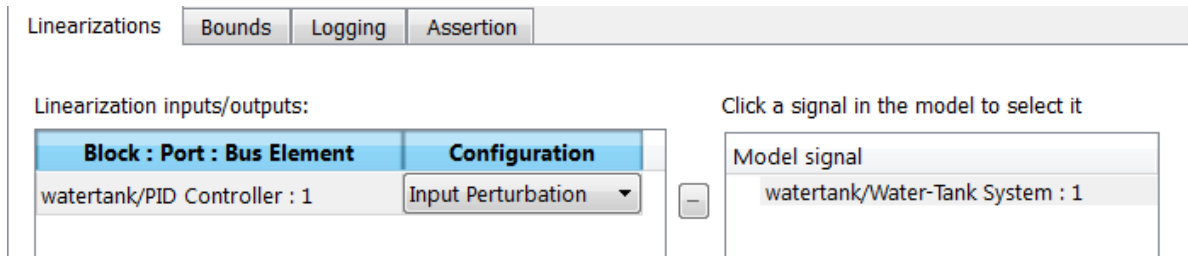 Linearizations Bounds Logging Assertion
Linearization inputs/outputs: Click a signal in the model to select it
Block : Port : Bus Element Configuration Model signal
watertank/PID Controller : 1 Input Perturbation − watertank/Water-Tank System : 1